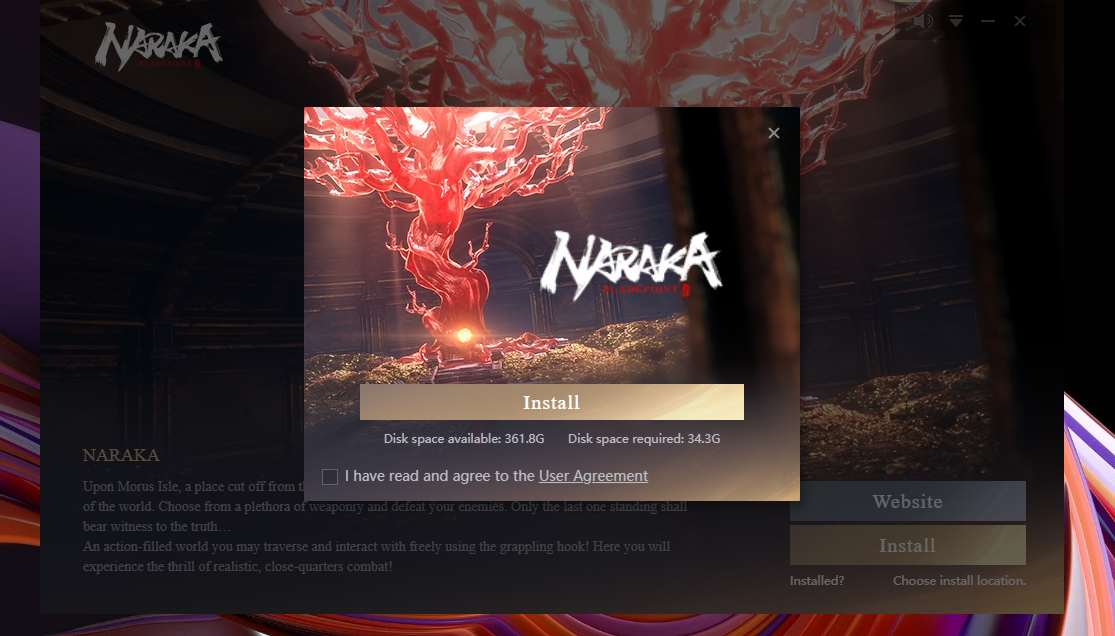 NARAKA
BLADEPOINT
NARAKA
BLADEPOINT
Install
Disk space available: 361.8G Disk space required: 34.3G
I have read and agree to the User Agreement
NARAKA
Upon Morus Isle, a place cut off from
of the world. Choose from a plethora of weaponry and defeat your enemies. Only the last one standing shall
bear witness to the truth…
An action-filled world you may traverse and interact with freely using the grappling hook! Here you will
experience the thrill of realistic, close-quarters combat!
Website
Install
Installed? Choose install location.